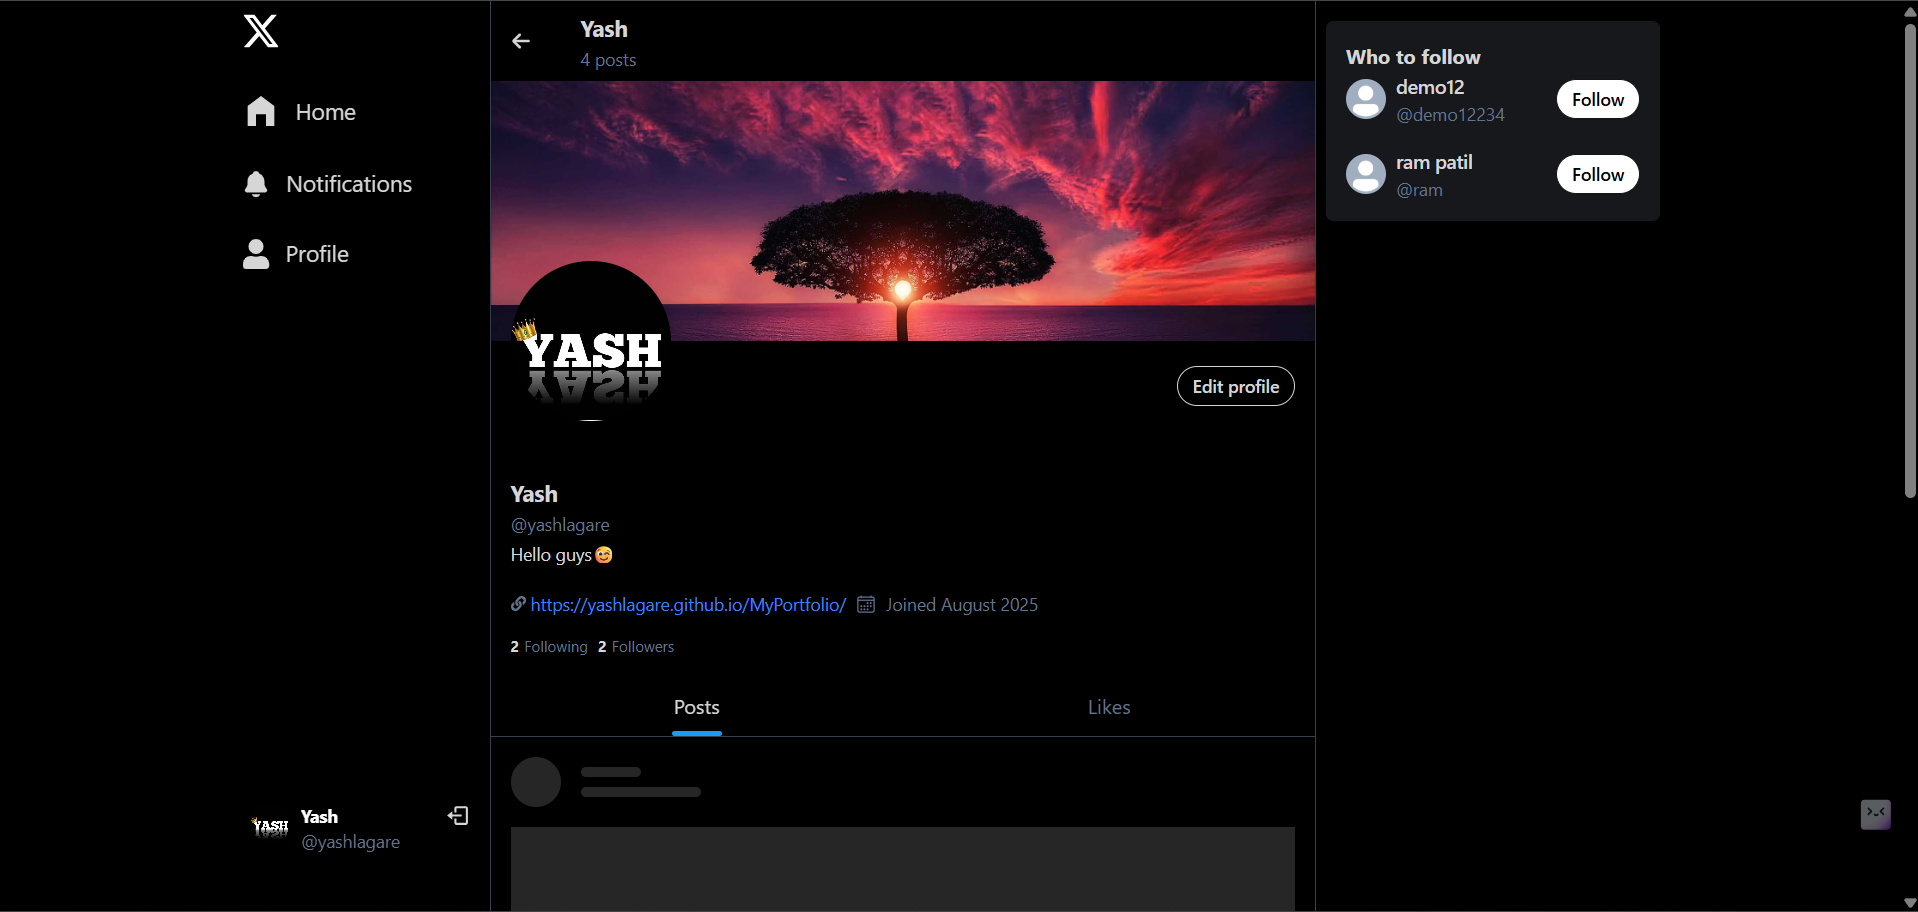 Home
Notifications
Profile
Yash
@yashlagare
Yash
4 posts
YASH
Edit profile
Yash
@yashlagare
Hello guys😋
https://yashlagare.github.io/MyPortfolio/ Joined August 2025
2 Following 2 Followers
Posts Likes
Who to follow
demo12
@demo12234
Follow
ram patil
@ram
Follow
YASH